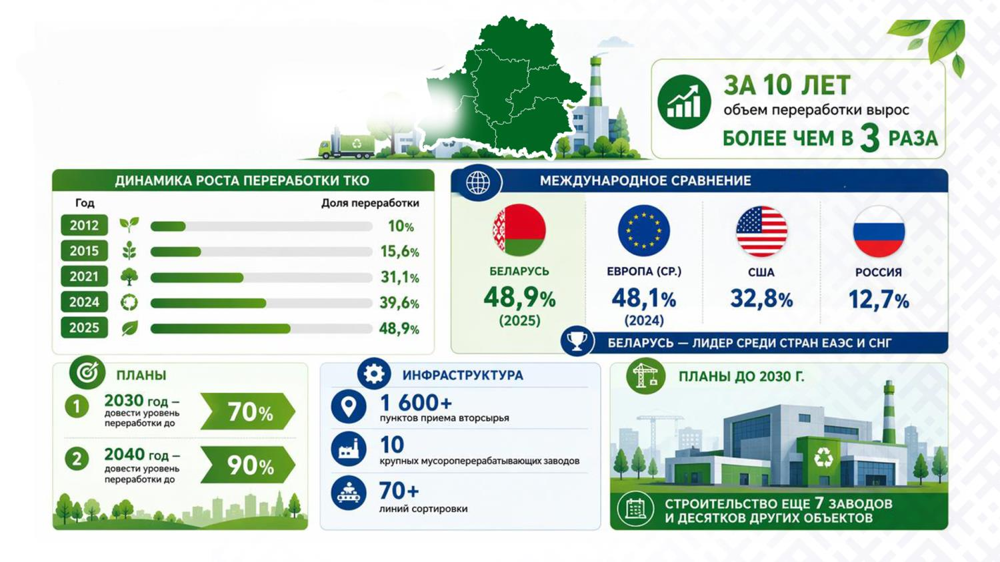 ЗА 10 ЛЕТ
объем переработки вырос
БОЛЕЕ ЧЕМ В 3 РАЗА
ДИНАМИКА РОСТА ПЕРЕРАБОТКИ ТКО
Год Доля переработки
2012 10%
2015 15,6%
2021 31,1%
2024 39,6%
2025 48,9%
МЕЖДУНАРОДНОЕ СРАВНЕНИЕ
БЕЛАРУСЬ
48,9%
(2025)
ЕВРОПА (СР.)
48,1%
(2024)
США
32,8%
РОССИЯ
12,7%
БЕЛАРУСЬ — ЛИДЕР СРЕДИ СТРАН ЕАЭС И СНГ
ПЛАНЫ
1
2030 год –
довести уровень
переработки до
70%
2
2040 год –
довести уровень
переработки до
90%
ИНФРАСТРУКТУРА
1 600+
пунктов приема вторсырья
10
крупных мусороперерабатывающих заводов
70+
линий сортировки
ПЛАНЫ ДО 2030 Г.
СТРОИТЕЛЬСТВО ЕЩЕ 7 ЗАВОДОВ
И ДЕСЯТКОВ ДРУГИХ ОБЪЕКТОВ